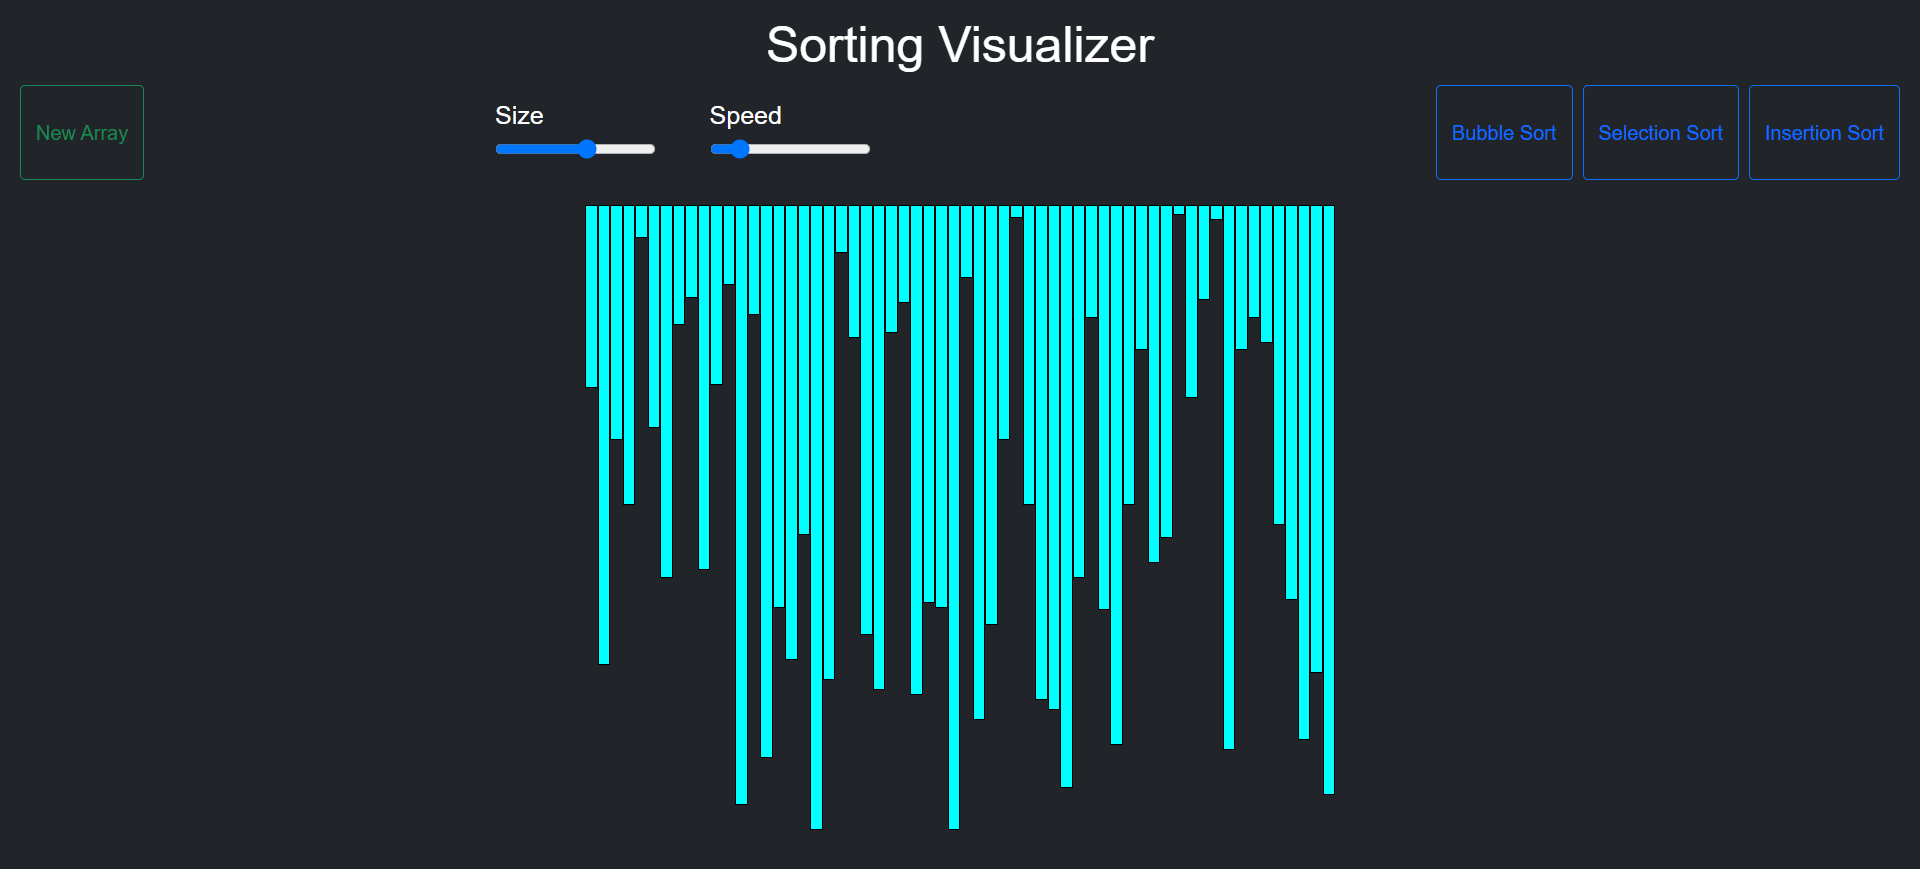 Sorting Visualizer
New Array
Size
Speed
Bubble Sort
Selection Sort
Insertion Sort